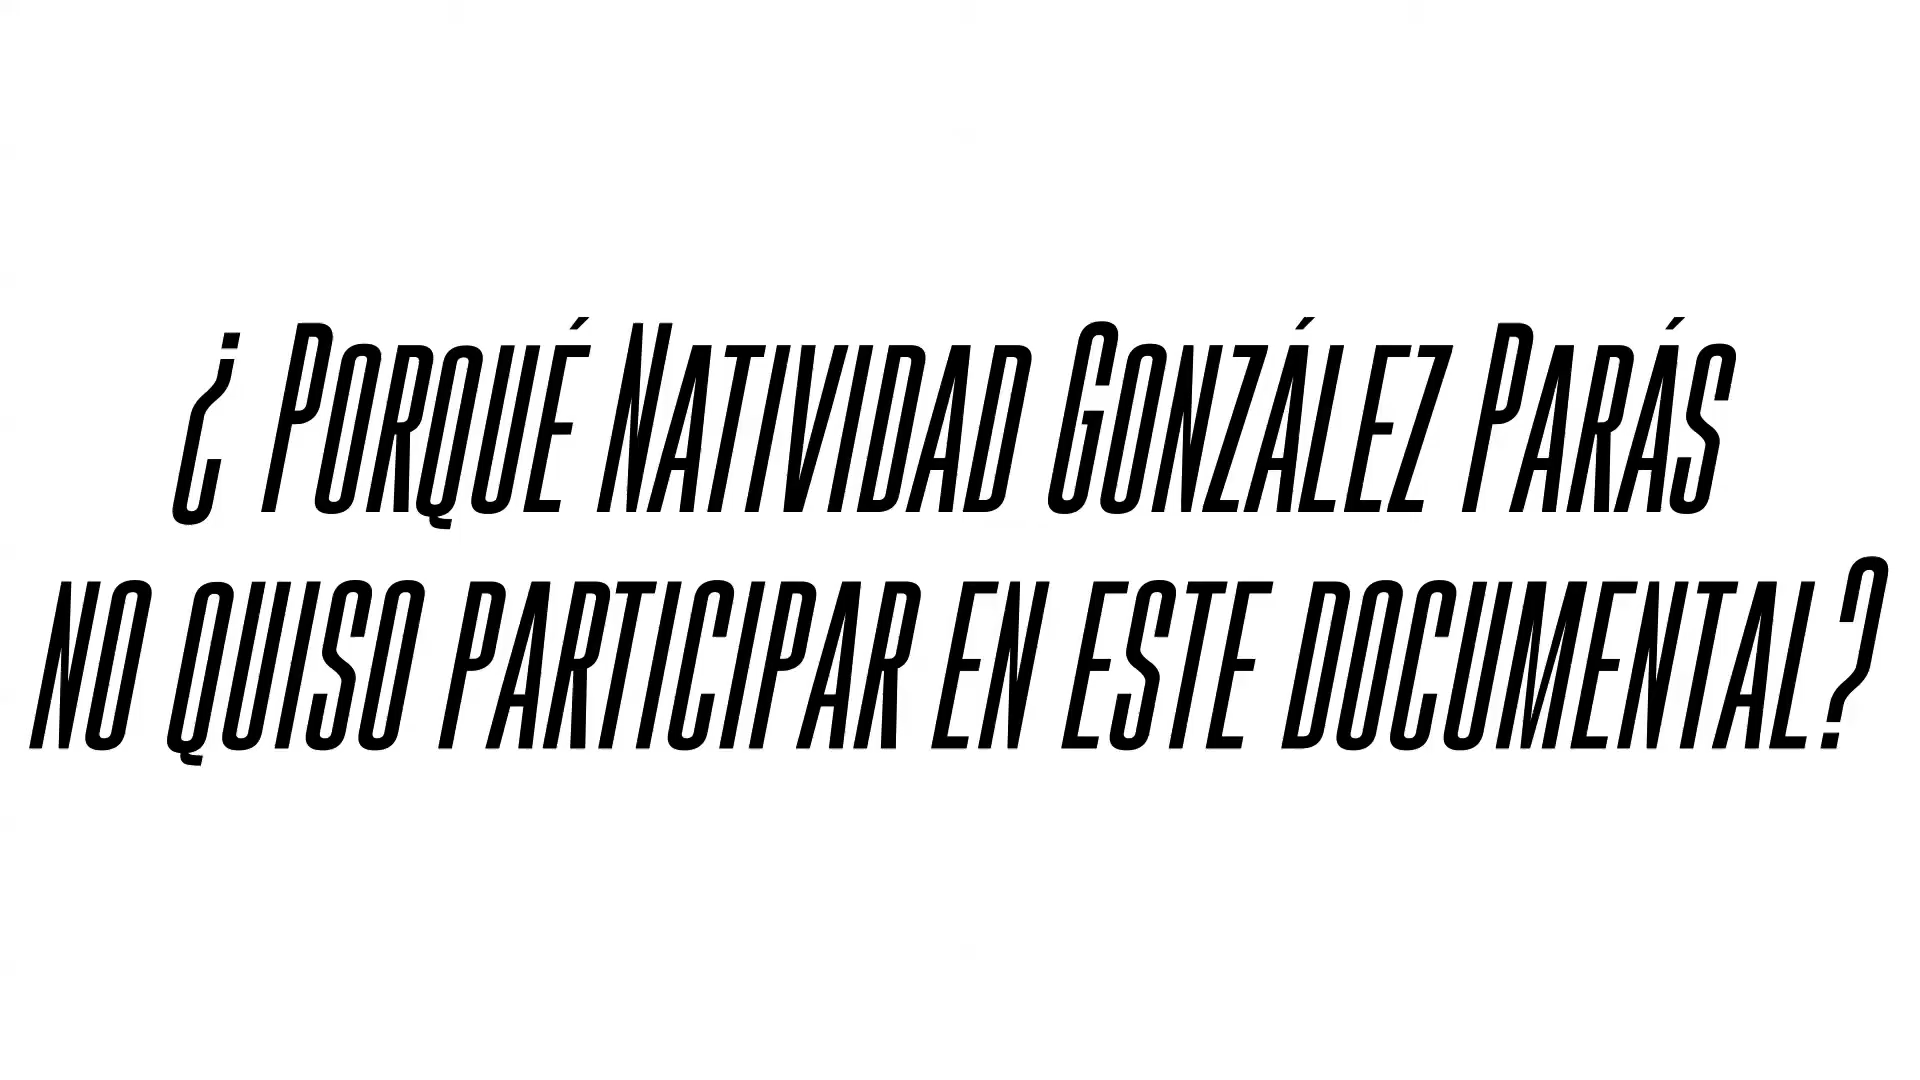 ¿ Porqué Natividad González Parás
no quiso participar en este documental?